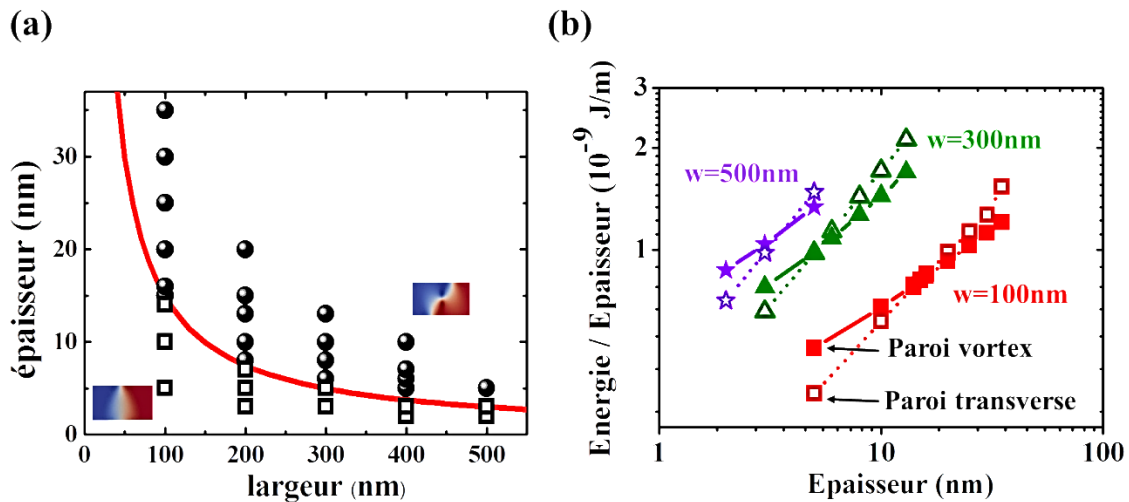 (a)
(b)
épaisseur (nm)
30
20
10
0
0
100
200
300
400
500
largeur (nm)
Energie / Epaisseur (10⁻⁹ J/m)
3
2
1
w=500nm
w=300nm
w=100nm
Paroi vortex
Paroi transverse
1
10
100
Epaisseur (nm)